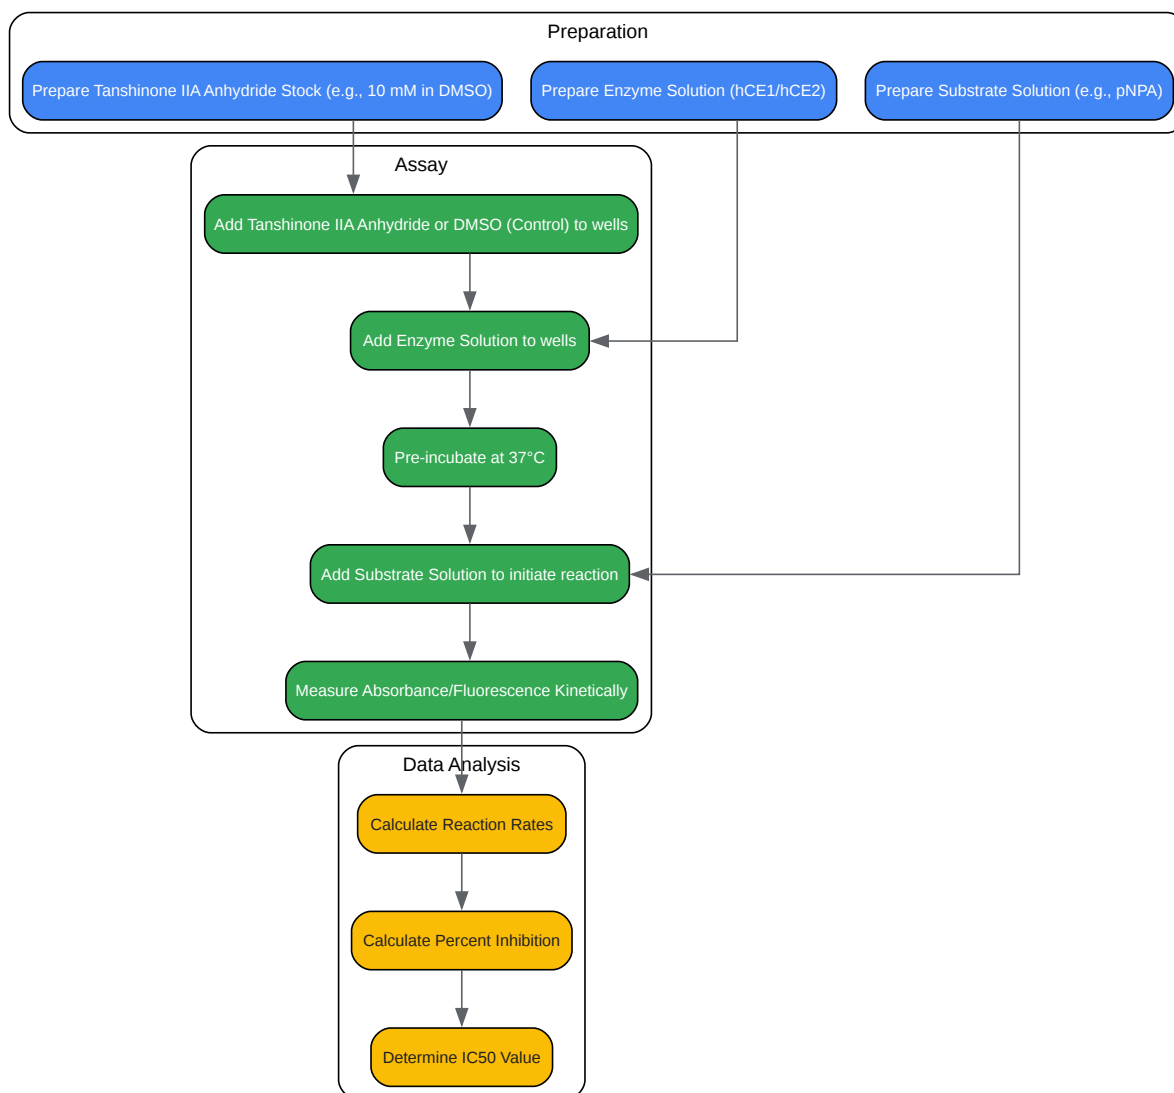 Preparation
Prepare Tanshinone IIA Anhydride Stock (e.g., 10 mM in DMSO)
Prepare Enzyme Solution (hCE1/hCE2)
Prepare Substrate Solution (e.g., pNPA)
Assay
Add Tanshinone IIA Anhydride or DMSO (Control) to wells
Add Enzyme Solution to wells
Pre-incubate at 37°C
Add Substrate Solution to initiate reaction
Measure Absorbance/Fluorescence Kinetically
Data Analysis
Calculate Reaction Rates
Calculate Percent Inhibition
Determine IC50 Value